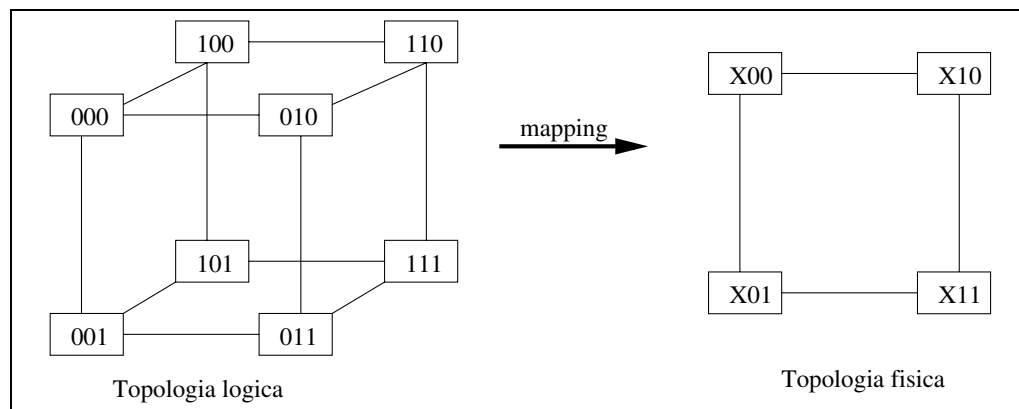 100 110
000 010
101 111
001 011
Topologia logica
mapping
X00 X10
X01 X11
Topologia fisica